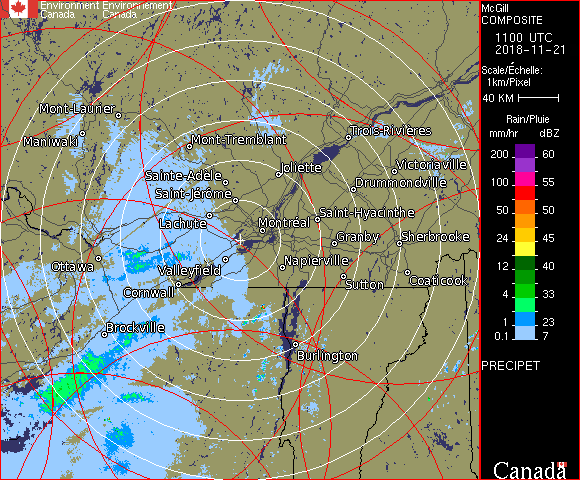 Environment Environnement
Canada Canada
McGill
COMPOSITE
1100 UTC
2018-11-21
Scale/Échelle:
1km/Pixel
40 KM
Rain/Pluie
mm/hr dBZ
200 60
150 57
100 55
50 50
24 45
12 40
4 33
1 23
0.1 7
PRECIPET
Canada
Mont-Laurier
Maniwaki
Mont-Tremblant
Trois-Rivières
Joliette
Victoriaville
Sainte-Adèle
Drummondville
Saint-Jérôme
Saint-Hyacinthe
Lachute
Montréal
Granby
Sherbrooke
Ottawa
Valleyfield
Napierville
Cornwall
Sutton
Coaticook
Brockville
Burlington